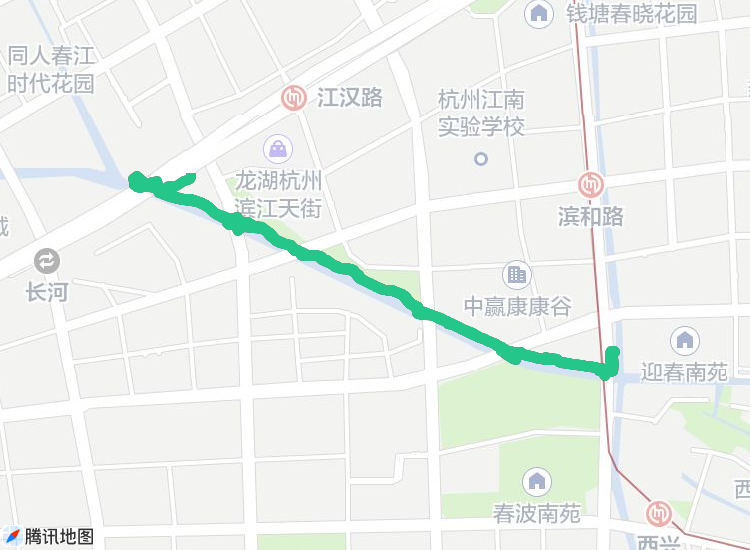 钱塘春晓花园
同人春江
时代花园
江汉路
杭州江南
实验学校
龙湖杭州
滨江天街
滨和路
长河
中赢康康谷
迎春南苑
春波南苑
西兴
腾讯地图